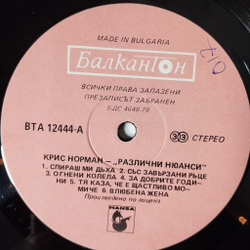 MADE IN BULGARIA
Балкантон
ВСИЧКИ ПРАВА ЗАПАЗЕНИ
ПРЕЗАПИСЪТ ЗАБРАНЕН
БДС 4648-78
ВТА 12444-А
33 СТЕРЕО
КРИС НОРМАН – „РАЗЛИЧНИ НЮАНСИ"
1. СПИРАШ МИ ДЪХА 2. СЪС ЗАВЪРЗАНИ РЪЦЕ
3. ОГНЕНИ КОЛЕЛА 4. ЗА ДОБРИТЕ ГОДИ-
НИ 5. ТЯ КАЗА, ЧЕ Е ЩАСТЛИВО МО-
МИЧЕ 6. ВЛЮБЕНА ЖЕНА
Произведено по лиценз
HANSA